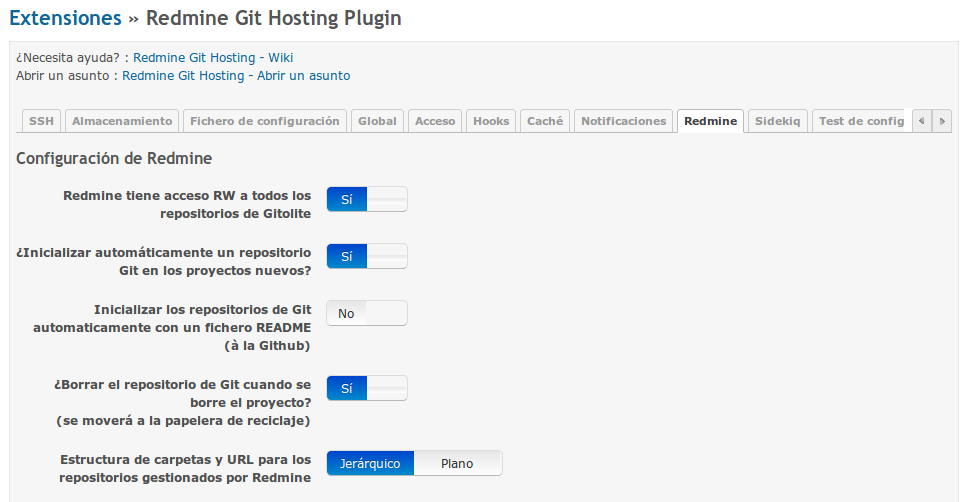 Extensiones » Redmine Git Hosting Plugin
¿Necesita ayuda? : Redmine Git Hosting - Wiki
Abrir un asunto : Redmine Git Hosting - Abrir un asunto
SSH Almacenamiento Fichero de configuración Global Acceso Hooks Caché Notificaciones Redmine Sidekiq Test de config
Configuración de Redmine
Redmine tiene acceso RW a todos los
repositorios de Gitolite
Sí
¿Inicializar automáticamente un repositorio
Git en los proyectos nuevos?
Sí
Inicializar los repositorios de Git
automaticamente con un fichero README
(à la Github)
No
¿Borrar el repositorio de Git cuando se
borre el proyecto?
(se moverá a la papelera de reciclaje)
Sí
Estructura de carpetas y URL para los
repositorios gestionados por Redmine
Jerárquico Plano